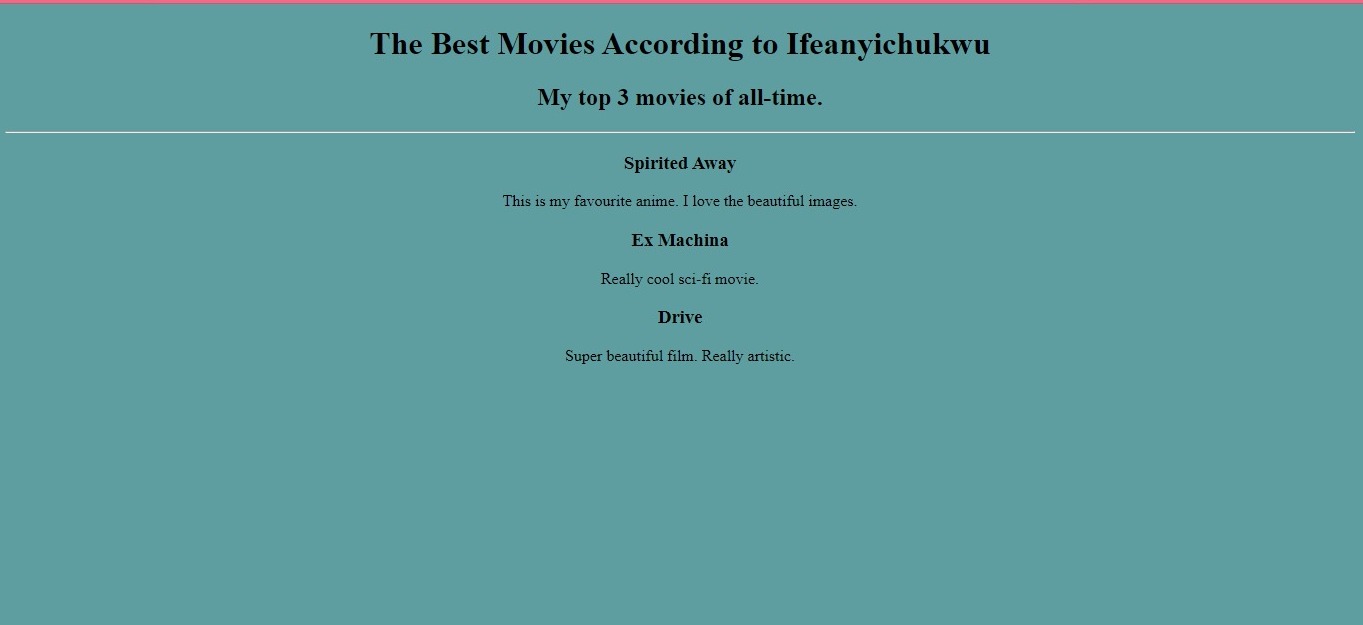 The Best Movies According to Ifeanyichukwu
My top 3 movies of all-time.
Spirited Away
This is my favourite anime. I love the beautiful images.
Ex Machina
Really cool sci-fi movie.
Drive
Super beautiful film. Really artistic.